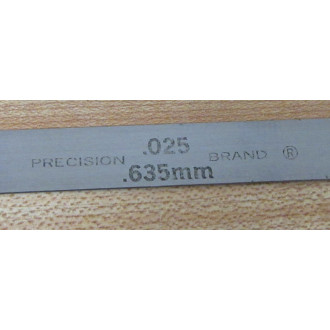 .025
PRECISION BRAND ®
.635mm